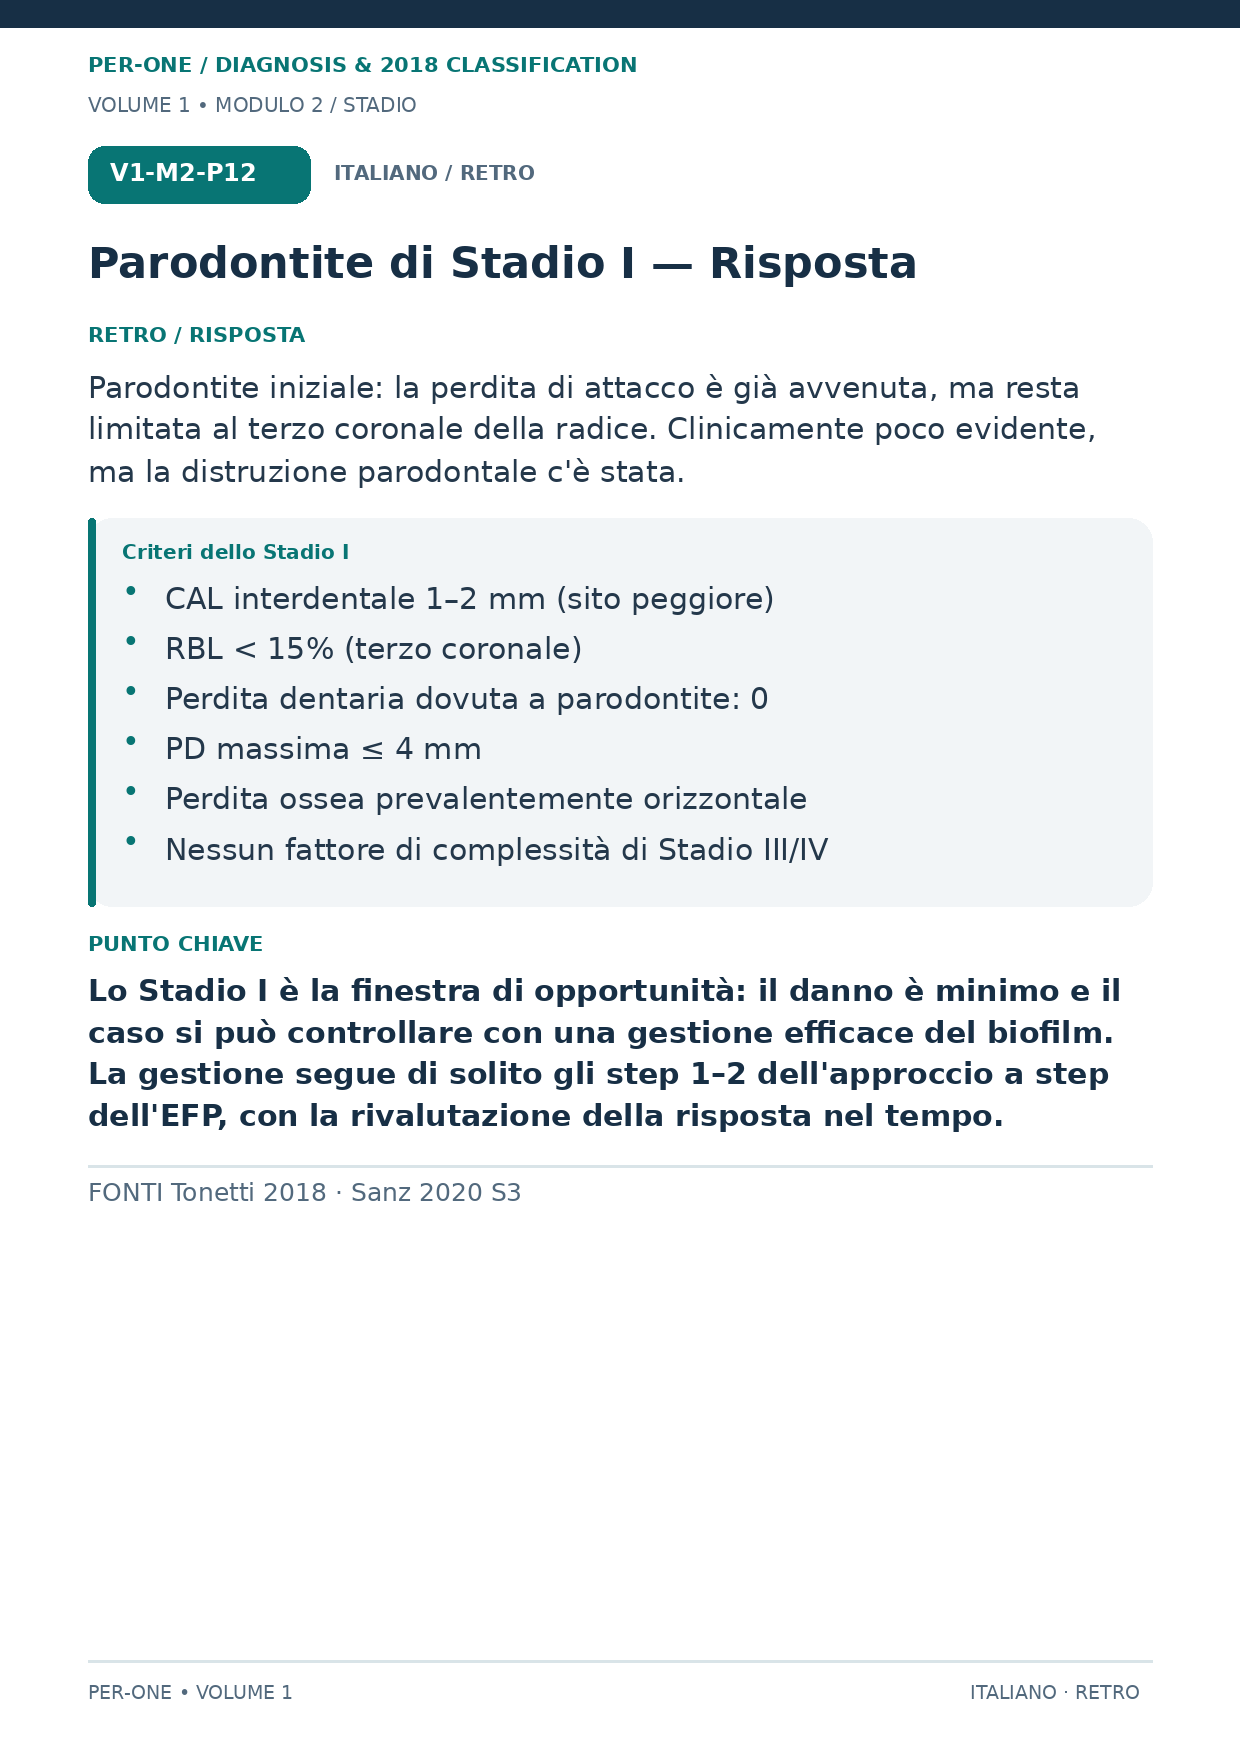 PER-ONE / DIAGNOSIS & 2018 CLASSIFICATION
VOLUME 1 • MODULO 2 / STADIO
V1-M2-P12
ITALIANO / RETRO
Parodontite di Stadio I — Risposta
RETRO / RISPOSTA
Parodontite iniziale: la perdita di attacco è già avvenuta, ma resta
limitata al terzo coronale della radice. Clinicamente poco evidente,
ma la distruzione parodontale c'è stata.
Criteri dello Stadio I
• CAL interdentale 1–2 mm (sito peggiore)
• RBL < 15% (terzo coronale)
• Perdita dentaria dovuta a parodontite: 0
• PD massima ≤ 4 mm
• Perdita ossea prevalentemente orizzontale
• Nessun fattore di complessità di Stadio III/IV
PUNTO CHIAVE
Lo Stadio I è la finestra di opportunità: il danno è minimo e il
caso si può controllare con una gestione efficace del biofilm.
La gestione segue di solito gli step 1–2 dell'approccio a step
dell'EFP, con la rivalutazione della risposta nel tempo.
FONTI Tonetti 2018 · Sanz 2020 S3
PER-ONE • VOLUME 1
ITALIANO · RETRO